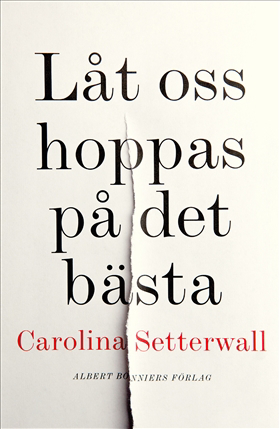 Låt oss
hoppas
på det
bästa
Carolina Setterwall
ALBERT BONNIERS FÖRLAG